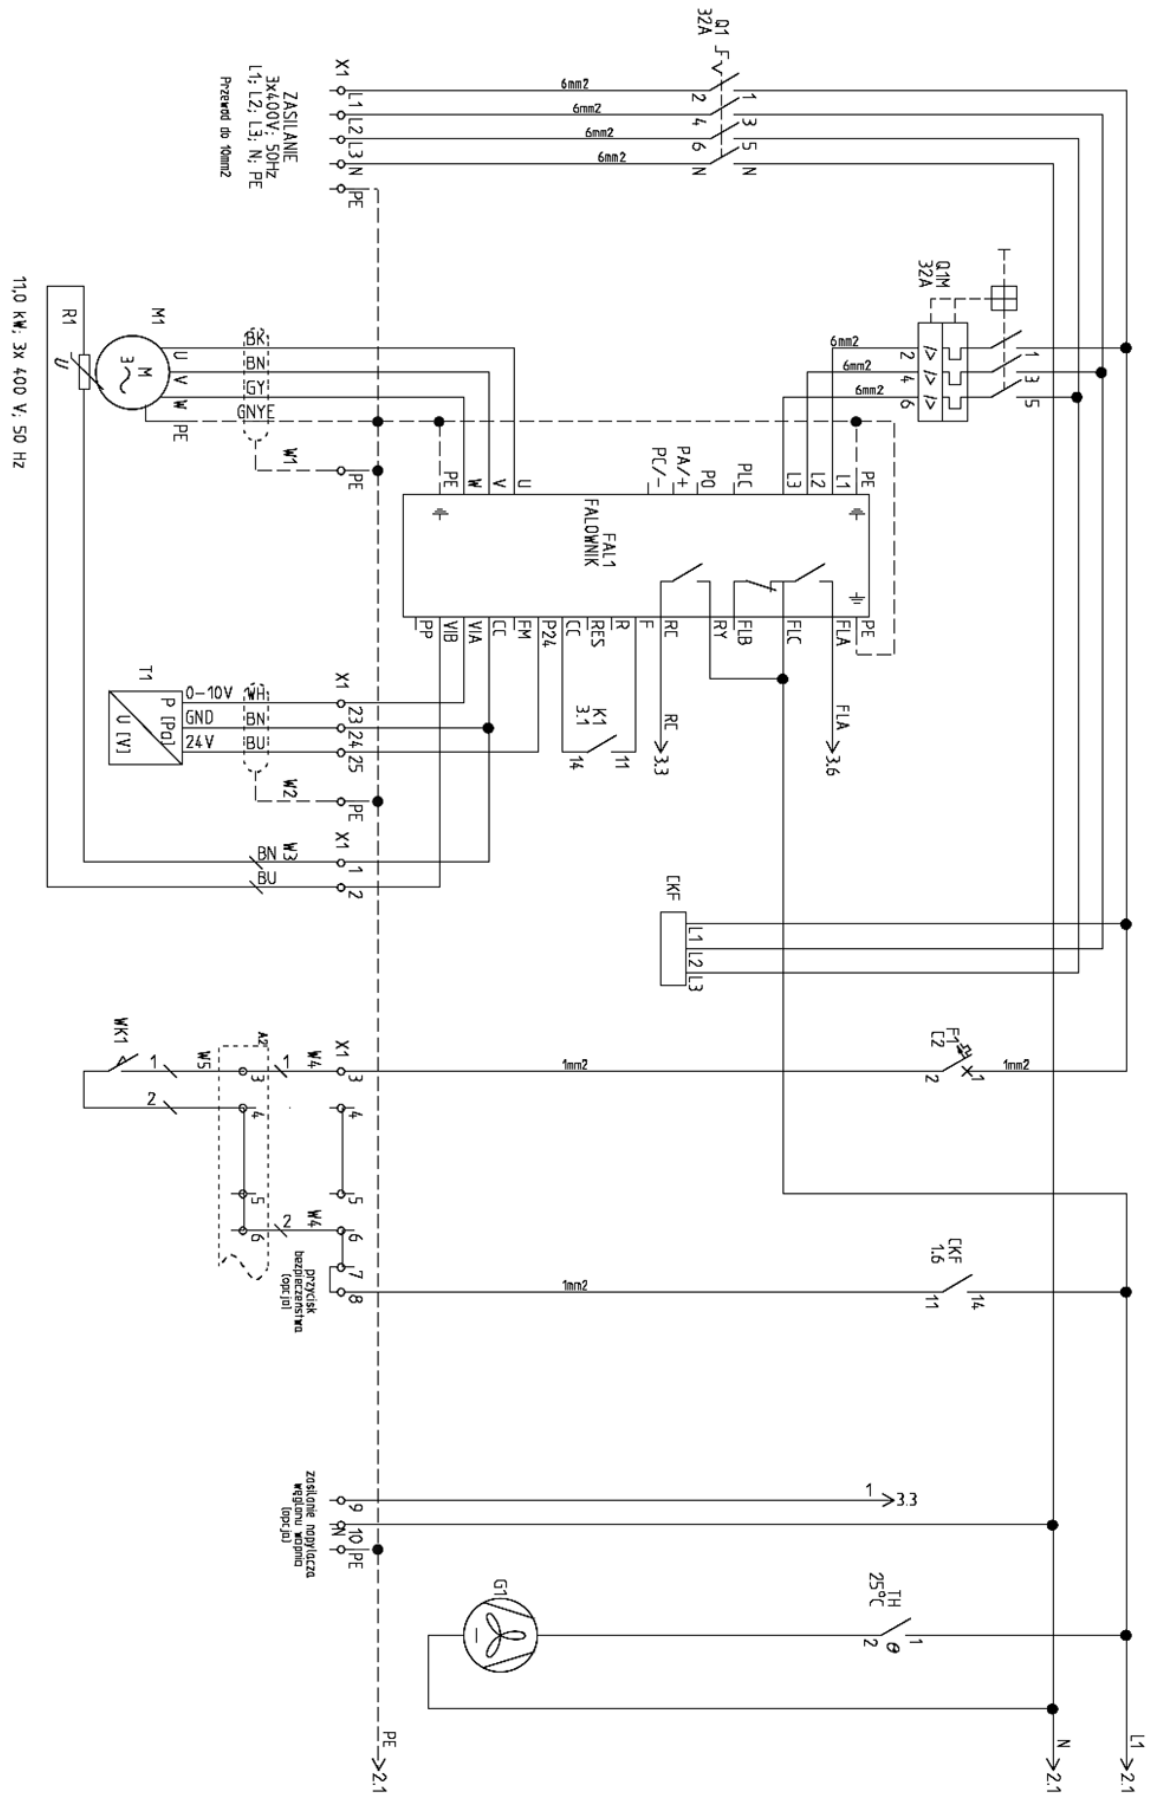 Q1
32A
1
3
5
N
2
4
6
N
6mm2
6mm2
6mm2
6mm2
X1
L1
L2
L3
N
PE
ZASILANIE
3x400V; 50Hz
L1; L2; L3; N; PE
Przewód do 10mm2
Q1M
32A
1
3
5
I>
I>
I>
2
4
6
6mm2
6mm2
6mm2
PE
W
V
U
PC/-
PA/+
PO
PLC
L3
L2
L1
PE
FAL1
FALOWNIK
PP
VIB
VIA
CC
FM
P24
CC
RES
R
F
RC
RY
FLB
FLC
FLA
PE
RC
3.3
FLA
3.6
K1
3.1
11
14
BK
BN
GY
GNYE
W1
PE
M1
U
V
W
PE
M
3
R1
U
11,0 kW; 3x 400 V; 50 Hz
X1
23
24
25
PE
WH
BN
BU
W2
0-10V
GND
24V
T1
P [Pa]
U [V]
X1
1
2
W3
BN
BU
CKF
L1
L2
L3
F1
C2
1
2
1mm2
1mm2
X1
3
4
5
6
7
8
W4
1
W4
2
A2
3
4
5
6
W5
1
2
WK1
przycisk
bezpieczeństwa
(opcja)
CKF
1.6
14
11
1mm2
1
3.3
9
10
N
PE
zasilanie napylacza
węglanu wapnia
(opcja)
TH
25°C
1
2
θ
G1
L1
2.1
N
2.1
PE
2.1